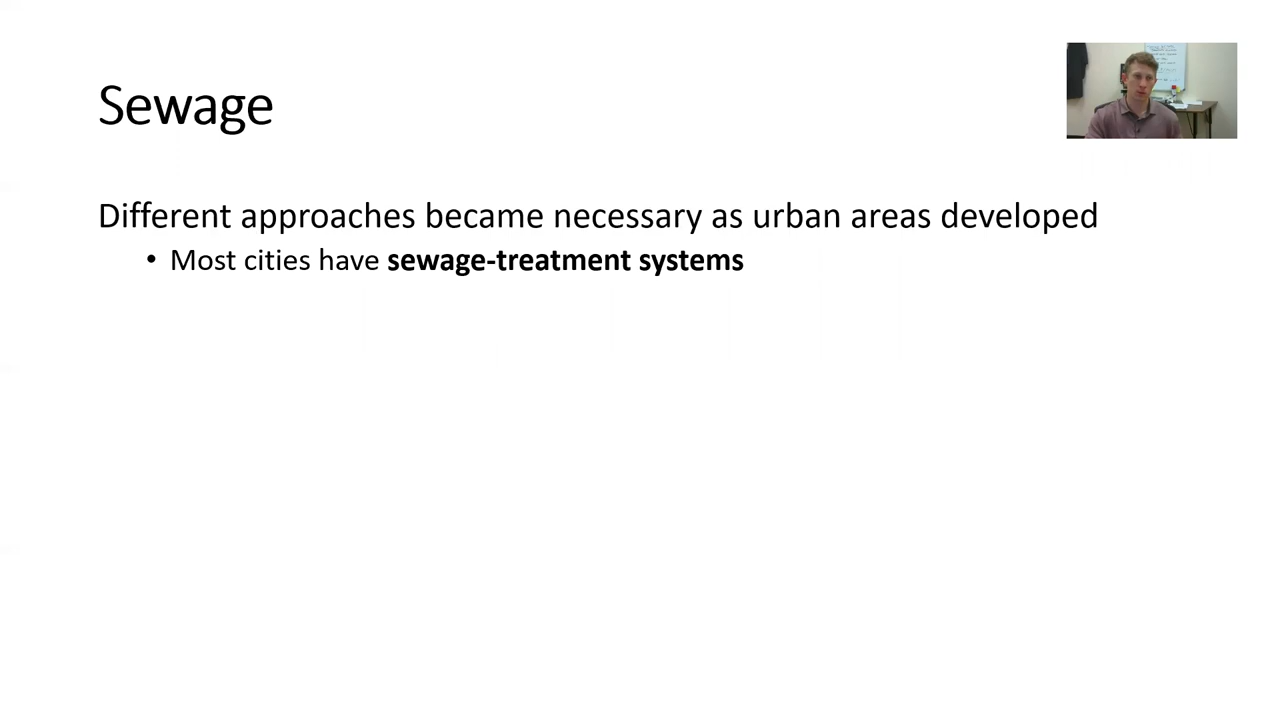 Sewage
Different approaches became necessary as urban areas developed
• Most cities have sewage-treatment systems